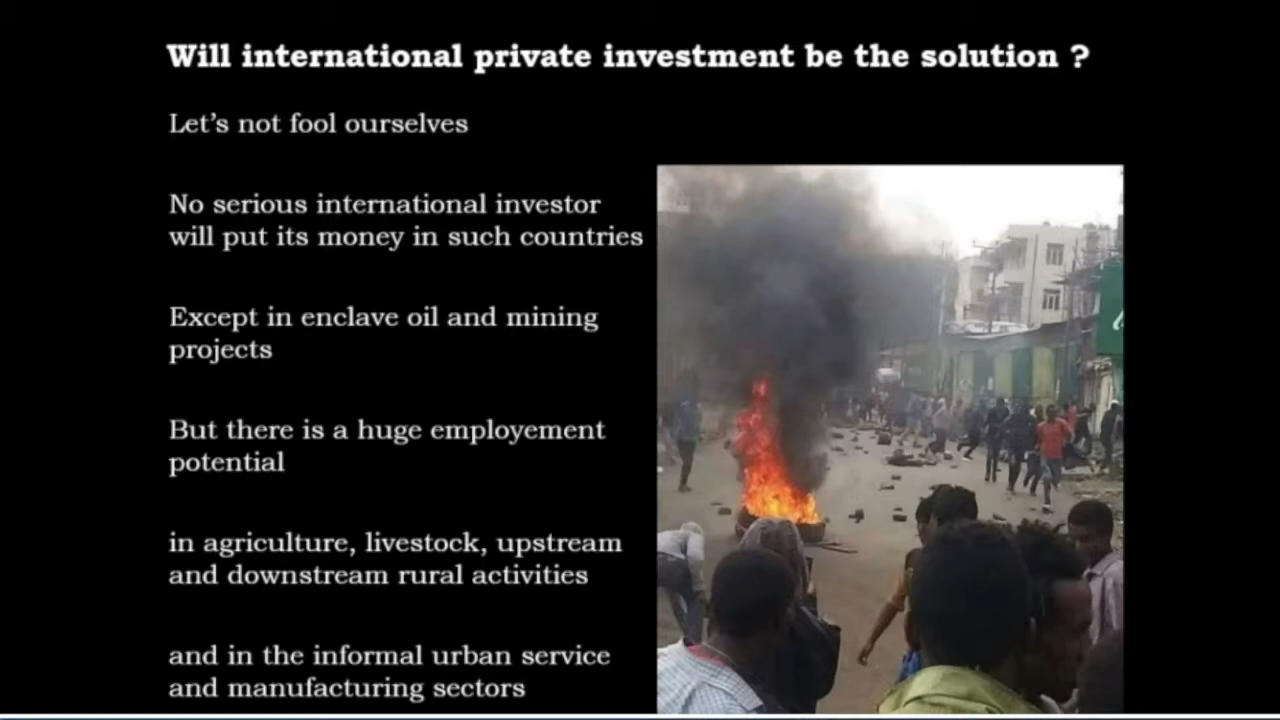 Will international private investment be the solution ?
Let's not fool ourselves
No serious international investor
will put its money in such countries
Except in enclave oil and mining
projects
But there is a huge employement
potential
in agriculture, livestock, upstream
and downstream rural activities
and in the informal urban service
and manufacturing sectors